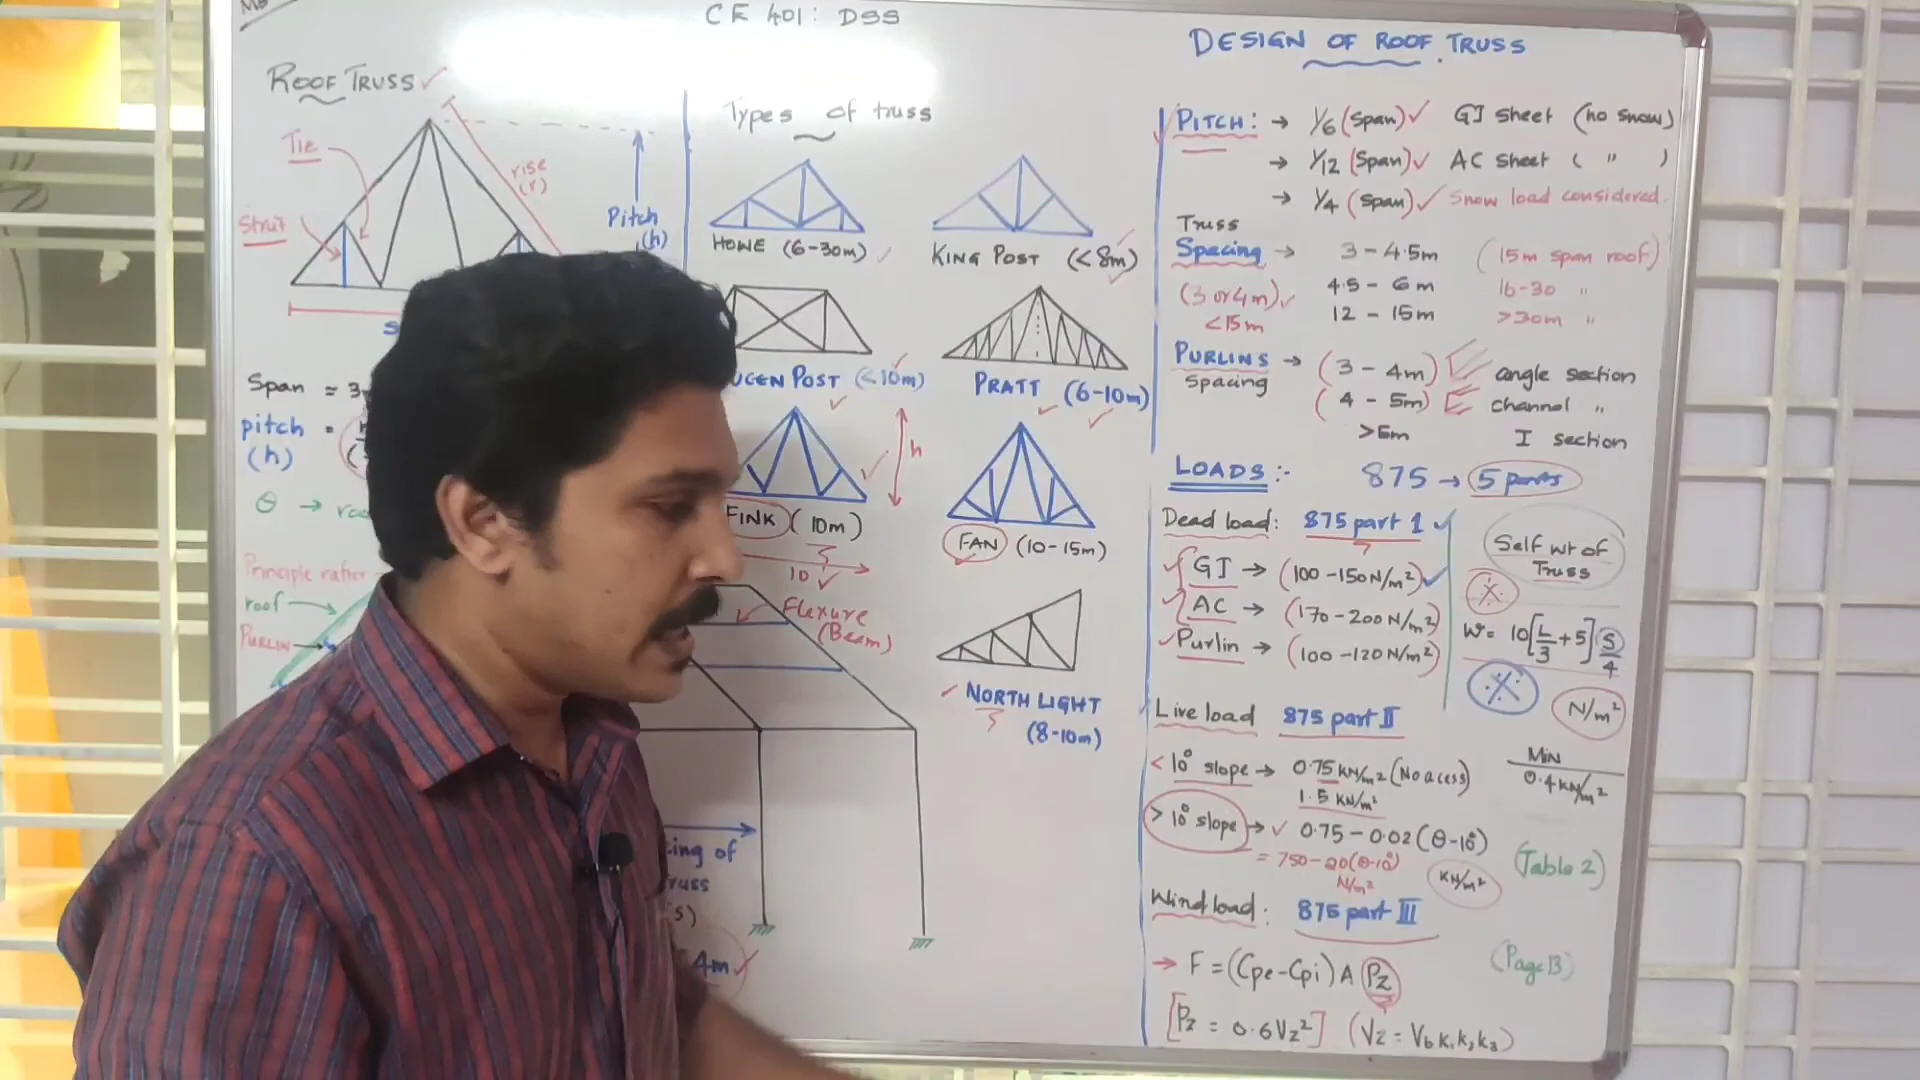 CE 401: DSS
ROOF TRUSS
Tie
Strut
rise
(r)
Pitch
(h)
Span =
pitch =
(h)
θ →
Principle rafter
roof
PURLIN
Types of truss
HOWE (6-30m)
KING POST (<8m)
POST (<10m)
PRATT (6-10m)
h
FINK (10m)
FAN (10-15m)
10
Flexure
(Beam)
NORTH LIGHT
(8-10m)
of
4m
DESIGN OF ROOF TRUSS
PITCH: → 1/6 (Span) GI Sheet (no snow)
→ 1/12 (Span) AC Sheet ( " )
→ 1/4 (Span) Snow load considered.
Truss
Spacing → 3 - 4.5m (15m span roof)
(3 or 4m) 4.5 - 6m 16-30 "
<15m 12 - 15m >30m "
PURLINS → (3 - 4m) angle section
Spacing (4 - 5m) channel "
>5m I section
LOADS :- 875 → 5 parts
Dead load: 875 part 1
GI → (100-150N/m²)
AC → (170-200N/m²)
Purlin → (100-120N/m²)
Self wt of
Truss
W = 10[L/3 + 5] S/4
N/m²
Live load 875 part II
<10° slope → 0.75 KN/m² (No acess)
1.5 KN/m²
Min
0.4 KN/m²
>10° slope → 0.75 - 0.02 (θ-10°)
= 750-20(θ-10°)
N/m²
KN/m²
(Table 2)
Wind load: 875 part III
(Page 13)
→ F = (Cpe - Cpi) A Pz
[Pz = 0.6 Vz²] (Vz = Vb k₁ k₂ k₃)